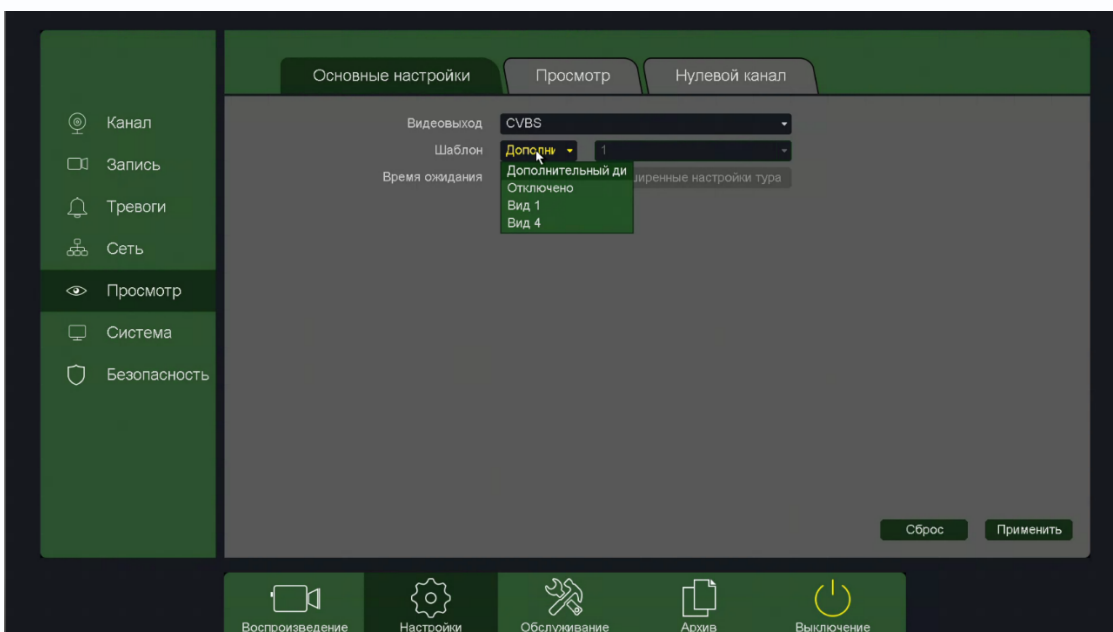 Основные настройки Просмотр Нулевой канал
Канал
Запись
Тревоги
Сеть
Просмотр
Система
Безопасность
Видеовыход CVBS
Шаблон Дополни 1
Время ожидания иренные настройки тура
Дополнительный ди
Отключено
Вид 1
Вид 4
Сброс Применить
Воспроизведение Настройки Обслуживание Архив Выключение